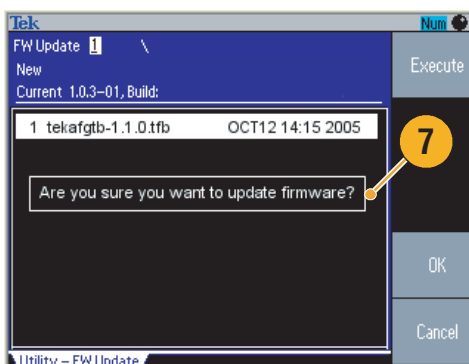 Tek
Num
FW Update 1 \
New
Current 1.0.3-01, Build:
Execute
1 tekafgtb-1.1.0.tfb OCT12 14:15 2005
7
Are you sure you want to update firmware?
OK
Cancel
Utility - FW Update